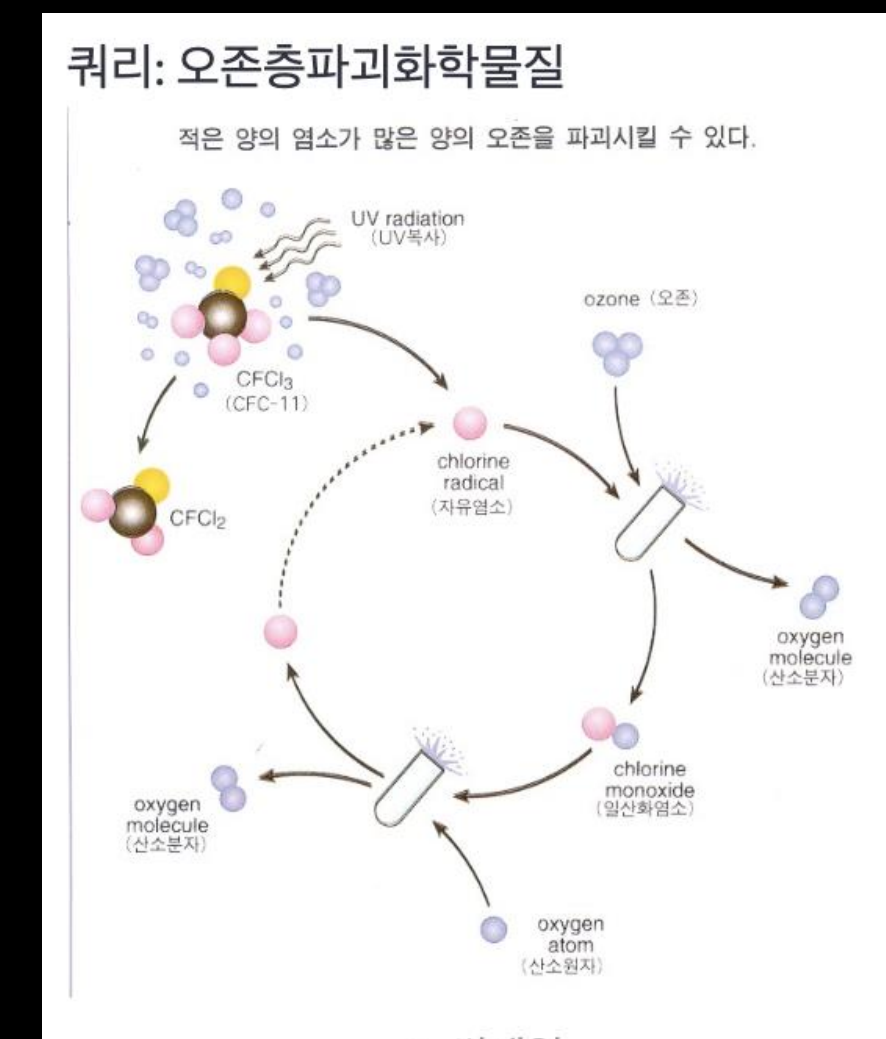 쿼리: 오존층파괴화학물질
적은 양의 염소가 많은 양의 오존을 파괴시킬 수 있다.
UV radiation
(UV복사)
ozone (오존)
CFCl3
(CFC-11)
chlorine
radical
(자유염소)
CFCl2
oxygen
molecule
(산소분자)
chlorine
monoxide
(일산화염소)
oxygen
molecule
(산소분자)
oxygen
atom
(산소원자)